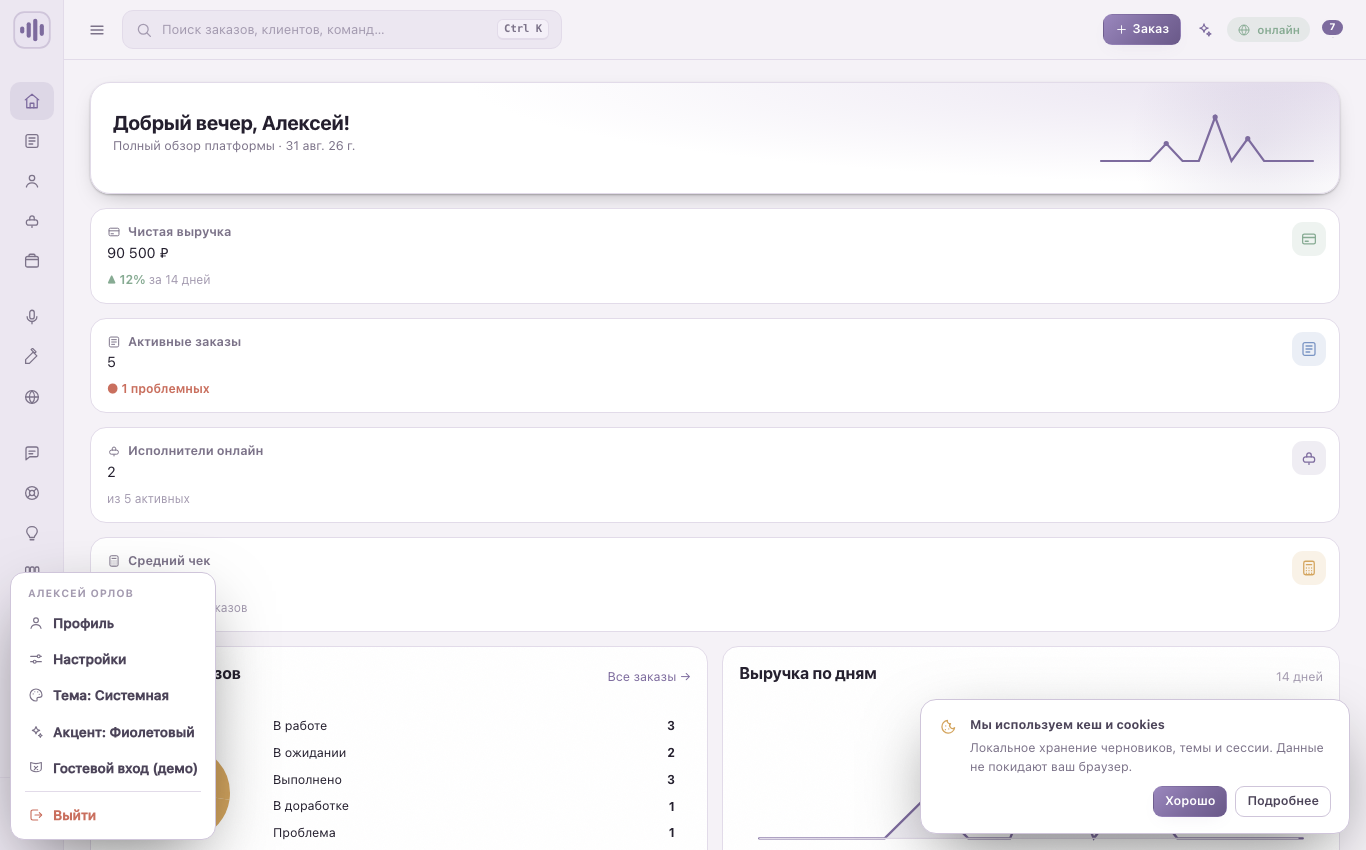 Поиск заказов, клиентов, команд...
Ctrl K
+ Заказ
онлайн
7
Добрый вечер, Алексей!
Полный обзор платформы · 31 авг. 26 г.
Чистая выручка
90 500 ₽
▲ 12% за 14 дней
Активные заказы
5
1 проблемных
Исполнители онлайн
2
из 5 активных
Средний чек
казов
АЛЕКСЕЙ ОРЛОВ
Профиль
Настройки
Тема: Системная
Акцент: Фиолетовый
Гостевой вход (демо)
Выйти
зов
Все заказы →
В работе 3
В ожидании 2
Выполнено 3
В доработке 1
Проблема 1
Выручка по дням
14 дней
Мы используем кеш и cookies
Локальное хранение черновиков, темы и сессии. Данные
не покидают ваш браузер.
Хорошо
Подробнее